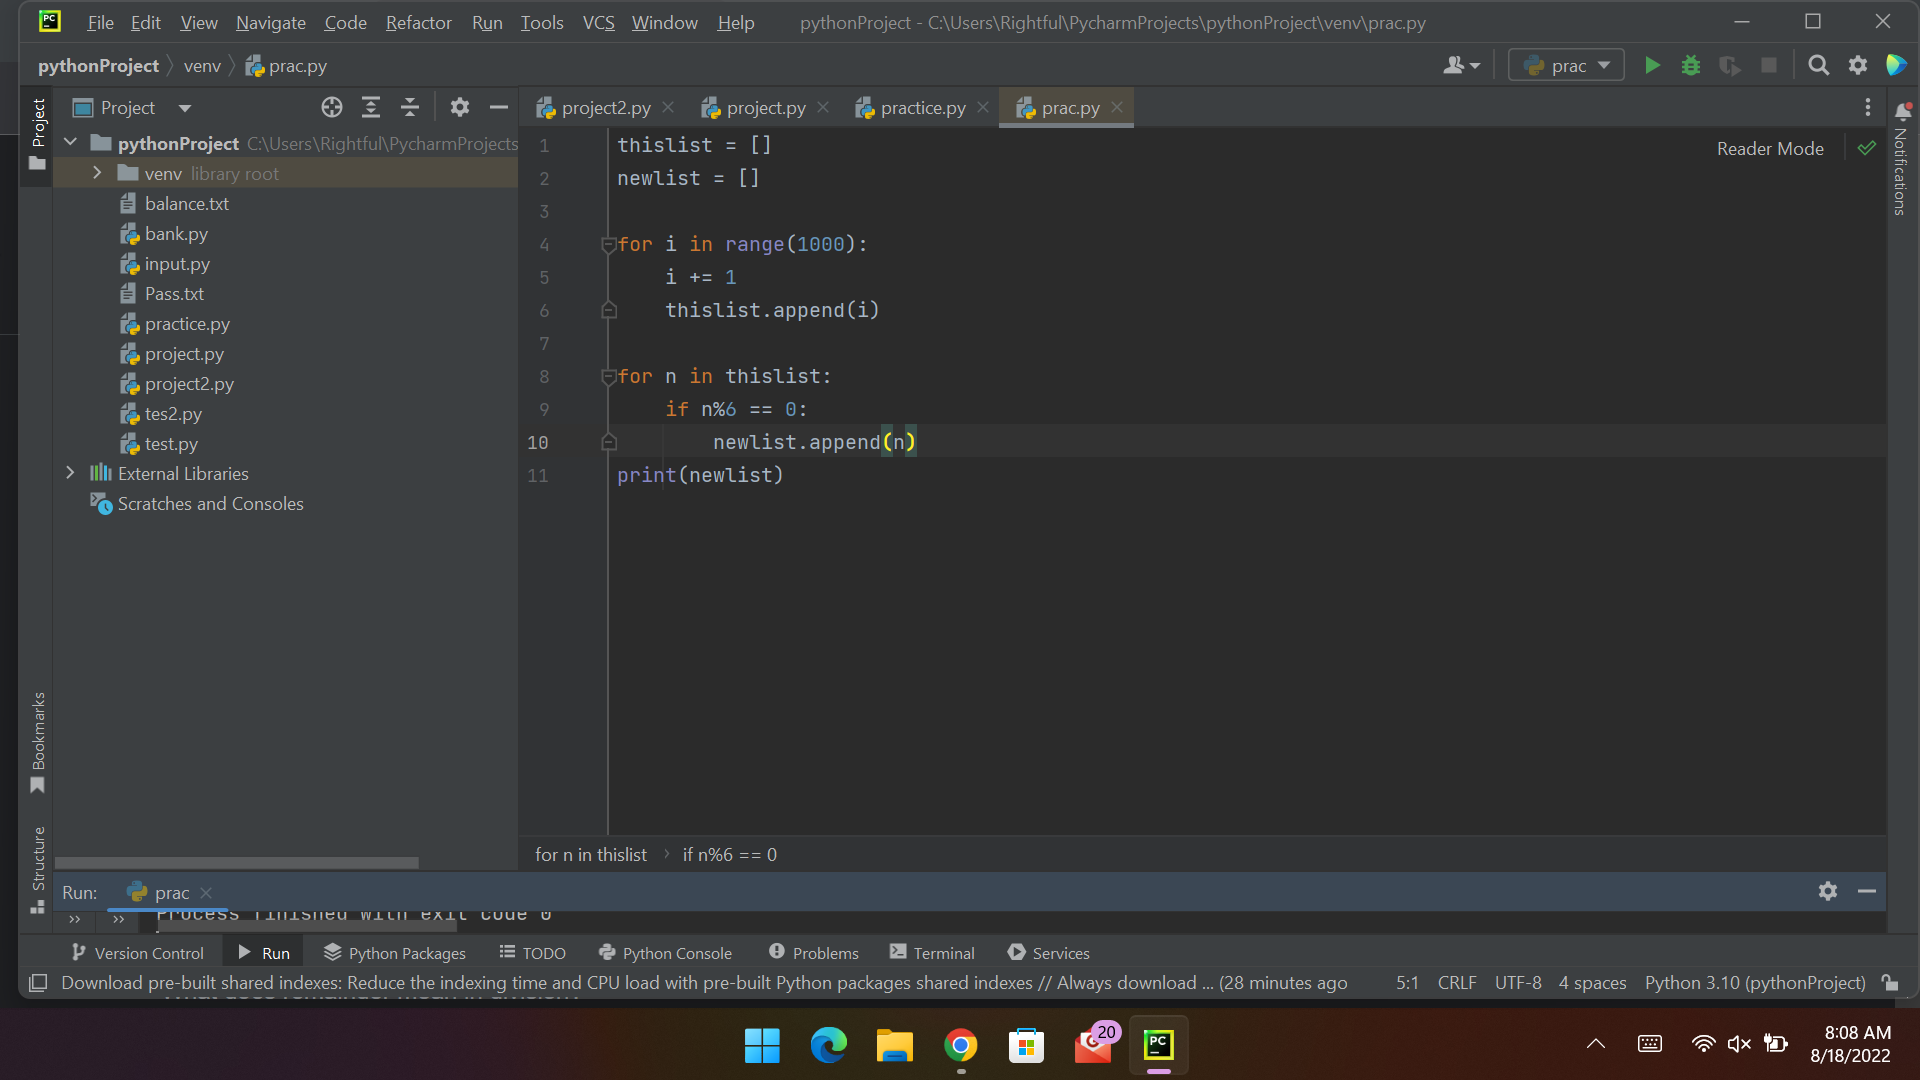 PC File Edit View Navigate Code Refactor Run Tools VCS Window Help pythonProject - C:\Users\Rightful\PycharmProjects\pythonProject\venv\prac.py
pythonProject venv prac.py prac
Project
Project
project2.py project.py practice.py prac.py
pythonProject C:\Users\Rightful\PycharmProjects
venv library root
balance.txt
bank.py
input.py
Pass.txt
practice.py
project.py
project2.py
tes2.py
test.py
External Libraries
Scratches and Consoles
Bookmarks
Structure
1 thislist = []
2 newlist = []
3
4 for i in range(1000):
5 i += 1
6 thislist.append(i)
7
8 for n in thislist:
9 if n%6 == 0:
10 newlist.append(n)
11 print(newlist)
Reader Mode
Notifications
for n in thislist if n%6 == 0
Run: prac
Process finished with exit code 0
Version Control Run Python Packages TODO Python Console Problems Terminal Services
Download pre-built shared indexes: Reduce the indexing time and CPU load with pre-built Python packages shared indexes // Always download ... (28 minutes ago 5:1 CRLF UTF-8 4 spaces Python 3.10 (pythonProject)
What does remainder mean in division?
20
PC
8:08 AM
8/18/2022